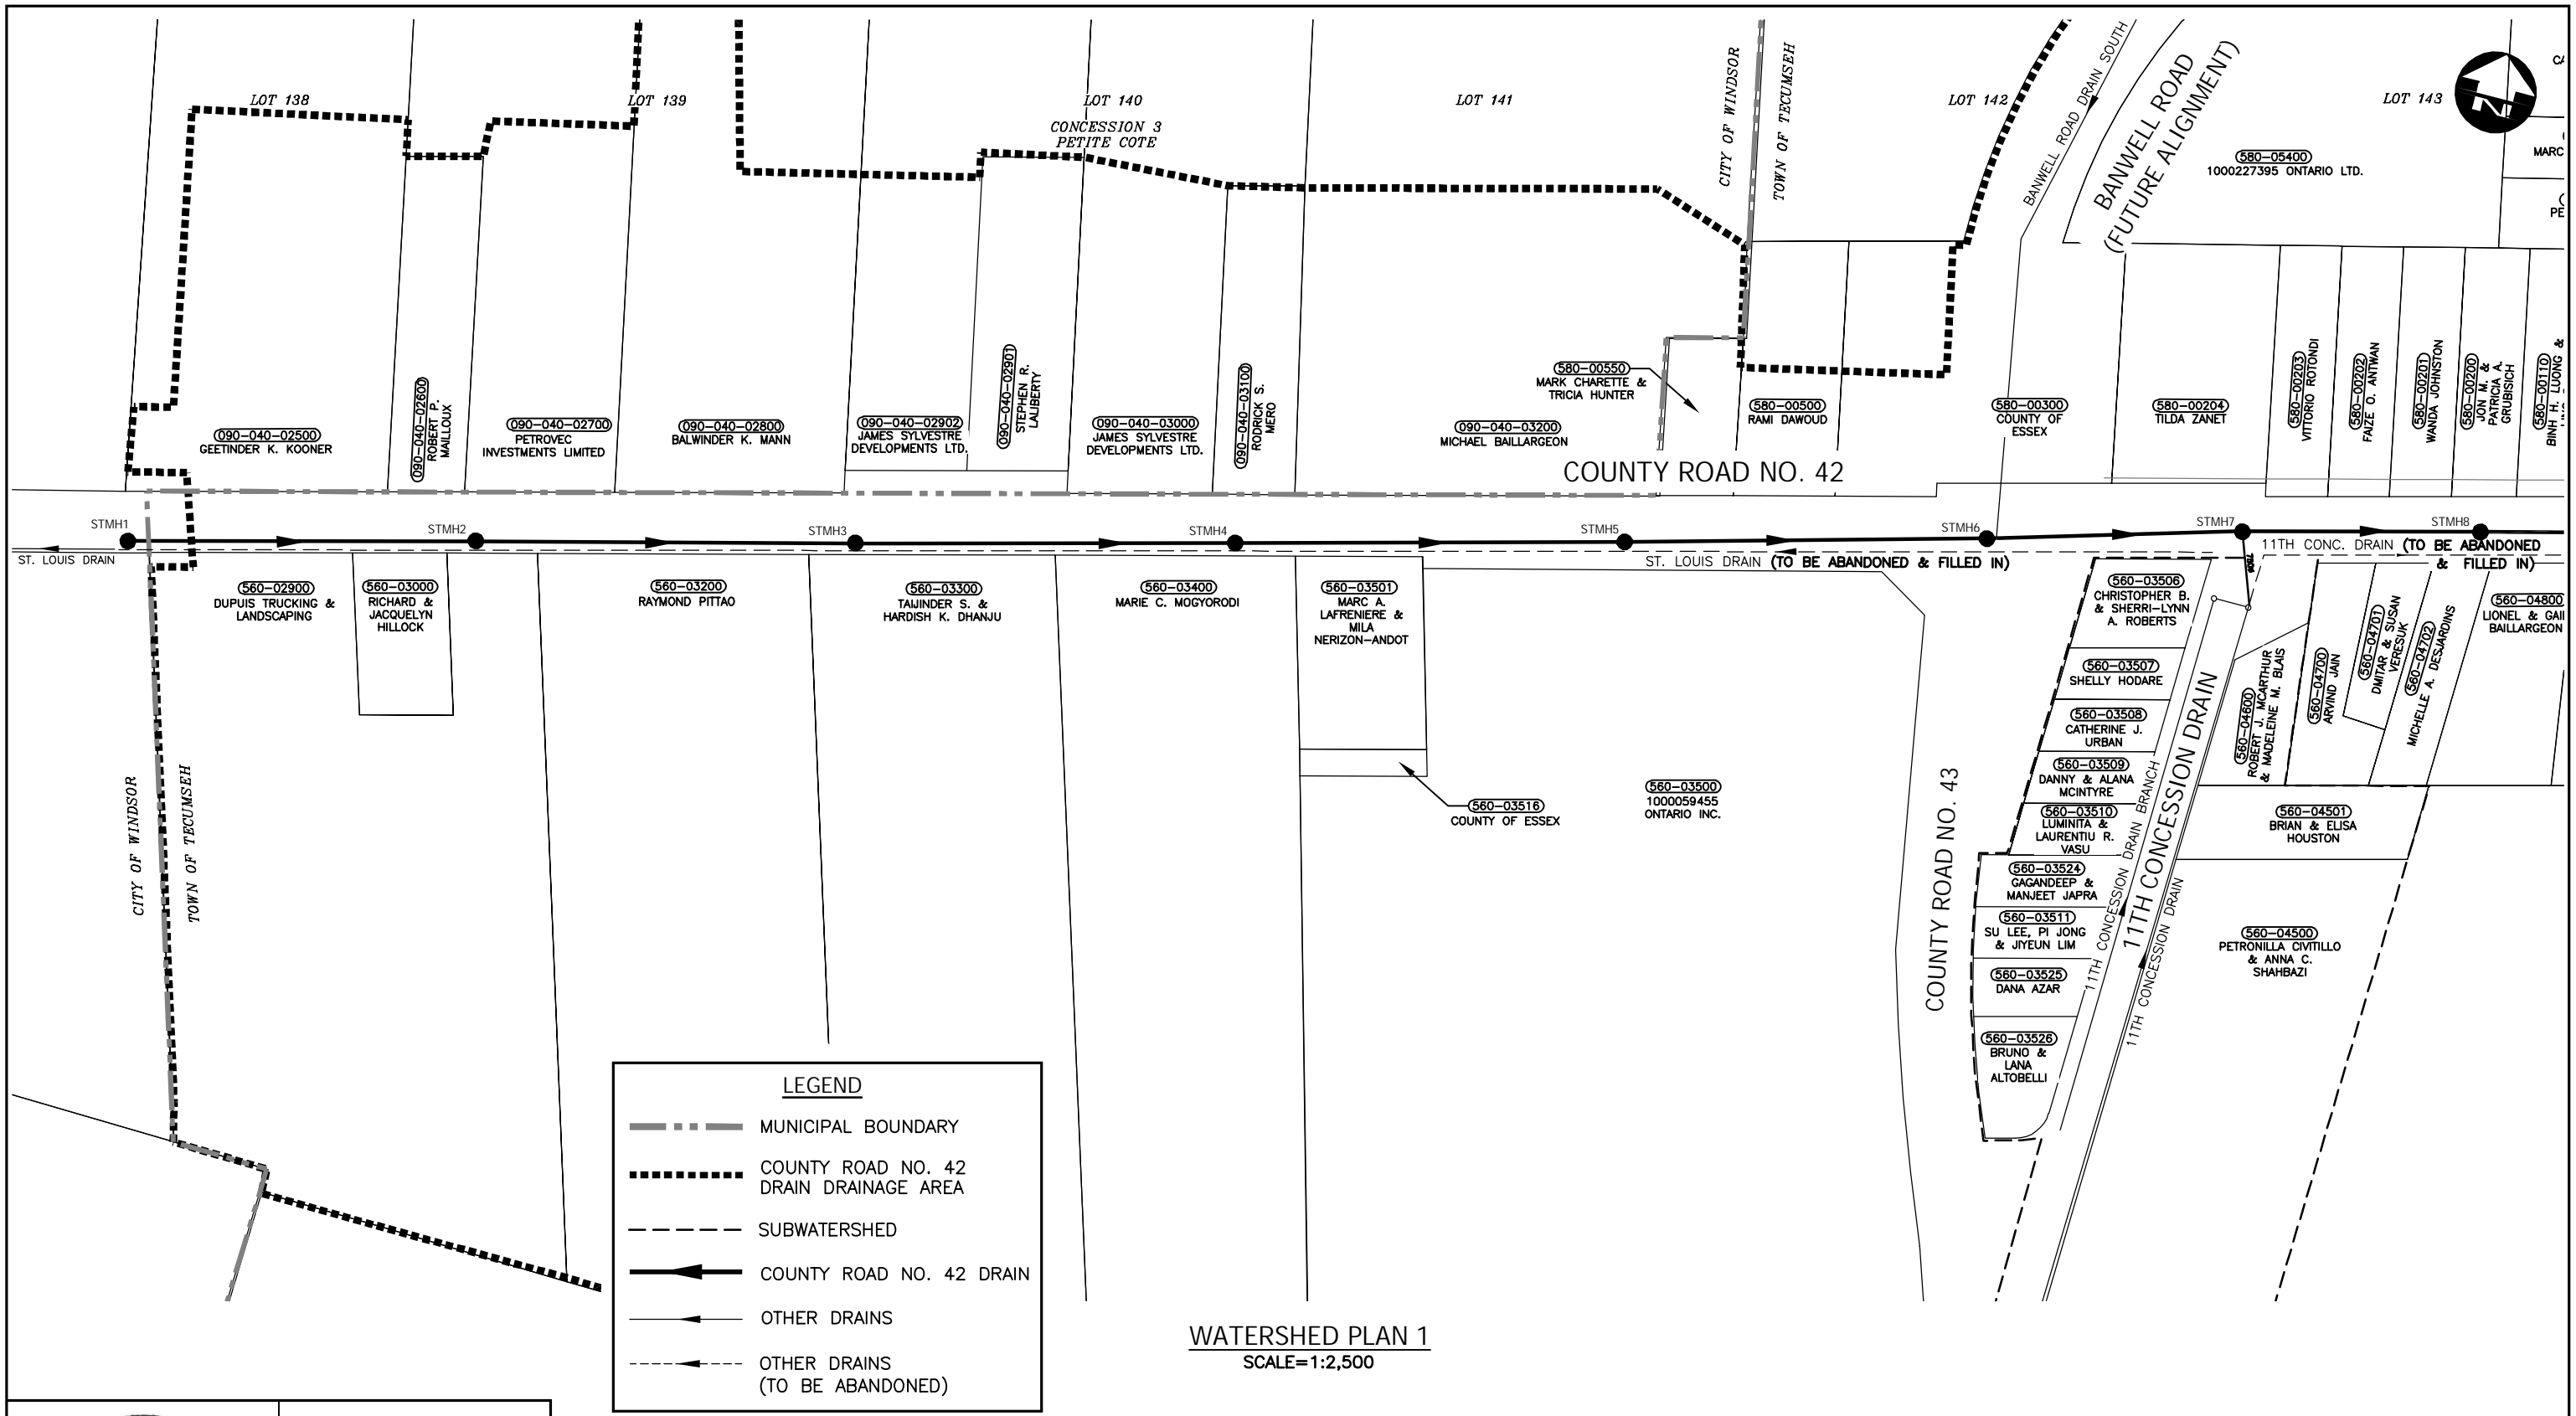 LOT 138
LOT 139
LOT 140
CONCESSION 3
PETITE COTE
LOT 141
CITY OF WINDSOR
TOWN OF TECUMSEH
LOT 142
BANWELL ROAD DRAIN SOUTH
BANWELL ROAD
(FUTURE ALIGNMENT)
LOT 143
580-05400
1000227395 ONTARIO LTD.
MARC
PE
090-040-02500
GEETINDER K. KOONER
090-040-02600
ROBERT P.
MAILLOUX
090-040-02700
PETROVEC
INVESTMENTS LIMITED
090-040-02800
BALWINDER K. MANN
090-040-02902
JAMES SYLVESTRE
DEVELOPMENTS LTD.
090-040-02901
STEPHEN R.
LALIBERTY
090-040-03000
JAMES SYLVESTRE
DEVELOPMENTS LTD.
090-040-03100
RODRICK S.
MERO
090-040-03200
MICHAEL BAILLARGEON
580-00550
MARK CHARETTE &
TRICIA HUNTER
580-00500
RAMI DAWOUD
580-00300
COUNTY OF
ESSEX
580-00204
TILDA ZANET
580-00203
VITTORIO ROTONDI
580-00202
FAIZE O. ANTWAN
580-00201
WANDA JOHNSTON
580-00200
JON M. &
PATRICIA A.
GRUBISICH
580-00110
BINH H. LUONG &
COUNTY ROAD NO. 42
STMH1
STMH2
STMH3
STMH4
STMH5
STMH6
STMH7
STMH8
ST. LOUIS DRAIN
ST. LOUIS DRAIN (TO BE ABANDONED & FILLED IN)
11TH CONC. DRAIN (TO BE ABANDONED
& FILLED IN)
560-02900
DUPUIS TRUCKING &
LANDSCAPING
560-03000
RICHARD &
JACQUELYN
HILLOCK
560-03200
RAYMOND PITTAO
560-03300
TAIJINDER S. &
HARDISH K. DHANJU
560-03400
MARIE C. MOGYORODI
560-03501
MARC A.
LAFRENIERE &
MILA
NERIZON-ANDOT
560-03516
COUNTY OF ESSEX
560-03500
1000059455
ONTARIO INC.
COUNTY ROAD NO. 43
560-03506
CHRISTOPHER B.
& SHERRI-LYNN
A. ROBERTS
560-03507
SHELLY HODARE
560-03508
CATHERINE J.
URBAN
560-03509
DANNY & ALANA
MCINTYRE
560-03510
LUMINITA &
LAURENTIU R.
VASU
560-03524
GAGANDEEP &
MANJEET JAPRA
560-03511
SU LEE, PI JONG
& JIYEUN LIM
560-03525
DANA AZAR
560-03526
BRUNO &
LANA
ALTOBELLI
11TH CONCESSION DRAIN BRANCH
11TH CONCESSION DRAIN
11TH CONCESSION DRAIN
560-04600
ROBERT J. MCARTHUR
& MADELEINE M. BLAIS
560-04700
ARVIND JAIN
560-04701
DMITAR & SUSAN
VERESUK
560-04702
MICHELLE A. DESJARDINS
560-04800
LIONEL & GAI
BAILLARGEON
560-04501
BRIAN & ELISA
HOUSTON
560-04500
PETRONILLA CIVITILLO
& ANNA C.
SHAHBAZI
CITY OF WINDSOR
TOWN OF TECUMSEH
LEGEND
MUNICIPAL BOUNDARY
COUNTY ROAD NO. 42
DRAIN DRAINAGE AREA
SUBWATERSHED
COUNTY ROAD NO. 42 DRAIN
OTHER DRAINS
OTHER DRAINS
(TO BE ABANDONED)
WATERSHED PLAN 1
SCALE=1:2,500